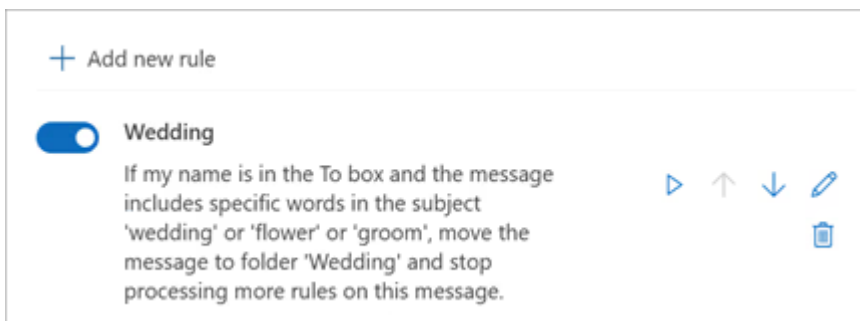 Add new rule
Wedding
If my name is in the To box and the message
includes specific words in the subject
'wedding' or 'flower' or 'groom', move the
message to folder 'Wedding' and stop
processing more rules on this message.